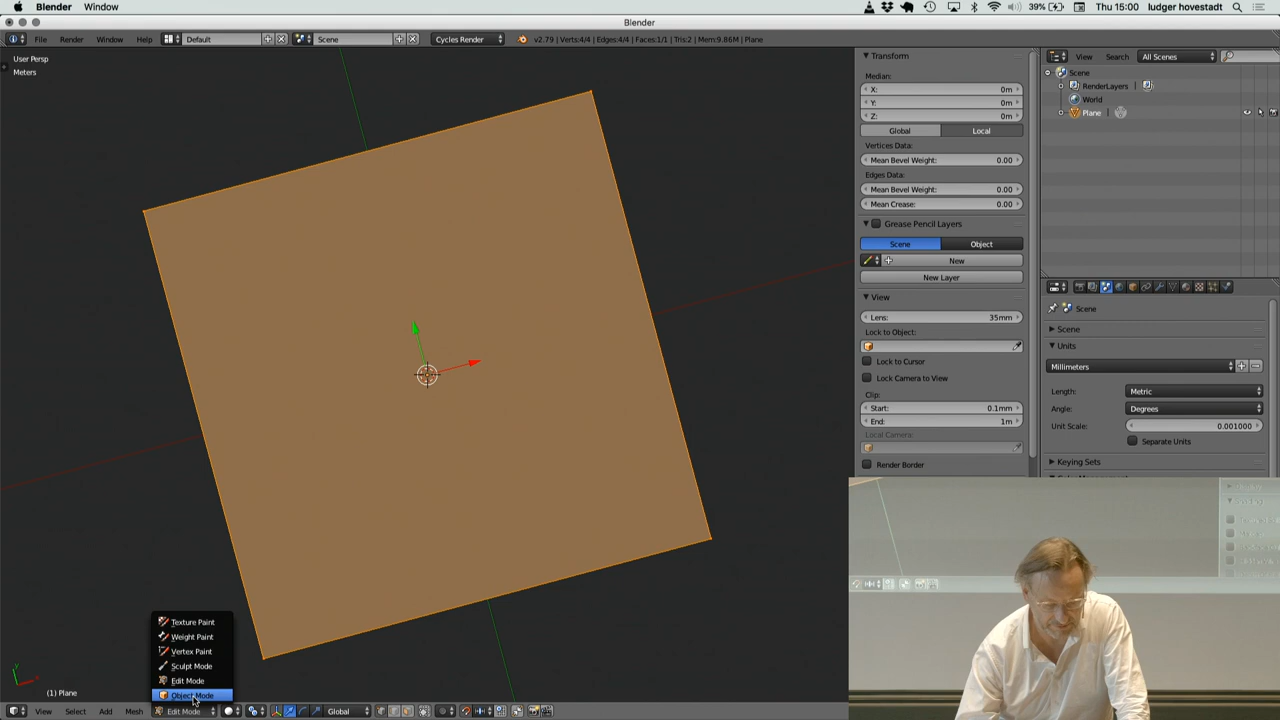 Blender Window 39% Thu 15:00 ludger hovestadt
Blender
File Render Window Help Default Scene Cycles Render v2.79 | Verts:4/4 | Edges:4/4 | Faces:1/1 | Tris:2 | Mem:9.86M | Plane
User Persp
Meters
(1) Plane
Texture Paint
Weight Paint
Vertex Paint
Sculpt Mode
Edit Mode
Object Mode
View Select Add Mesh Edit Mode Global
Transform
Median:
X: 0m
Y: 0m
Z: 0m
Global Local
Vertices Data:
Mean Bevel Weight: 0.00
Edges Data:
Mean Bevel Weight: 0.00
Mean Crease: 0.00
Grease Pencil Layers
Scene Object
New
New Layer
View
Lens: 35mm
Lock to Object:
Lock to Cursor
Lock Camera to View
Clip:
Start: 0.1mm
End: 1m
Local Camera:
Render Border
View Search All Scenes
Scene
RenderLayers |
World
Plane |
Scene
Scene
Units
Millimeters
Length: Metric
Angle: Degrees
Unit Scale: 0.001000
Separate Units
Keying Sets